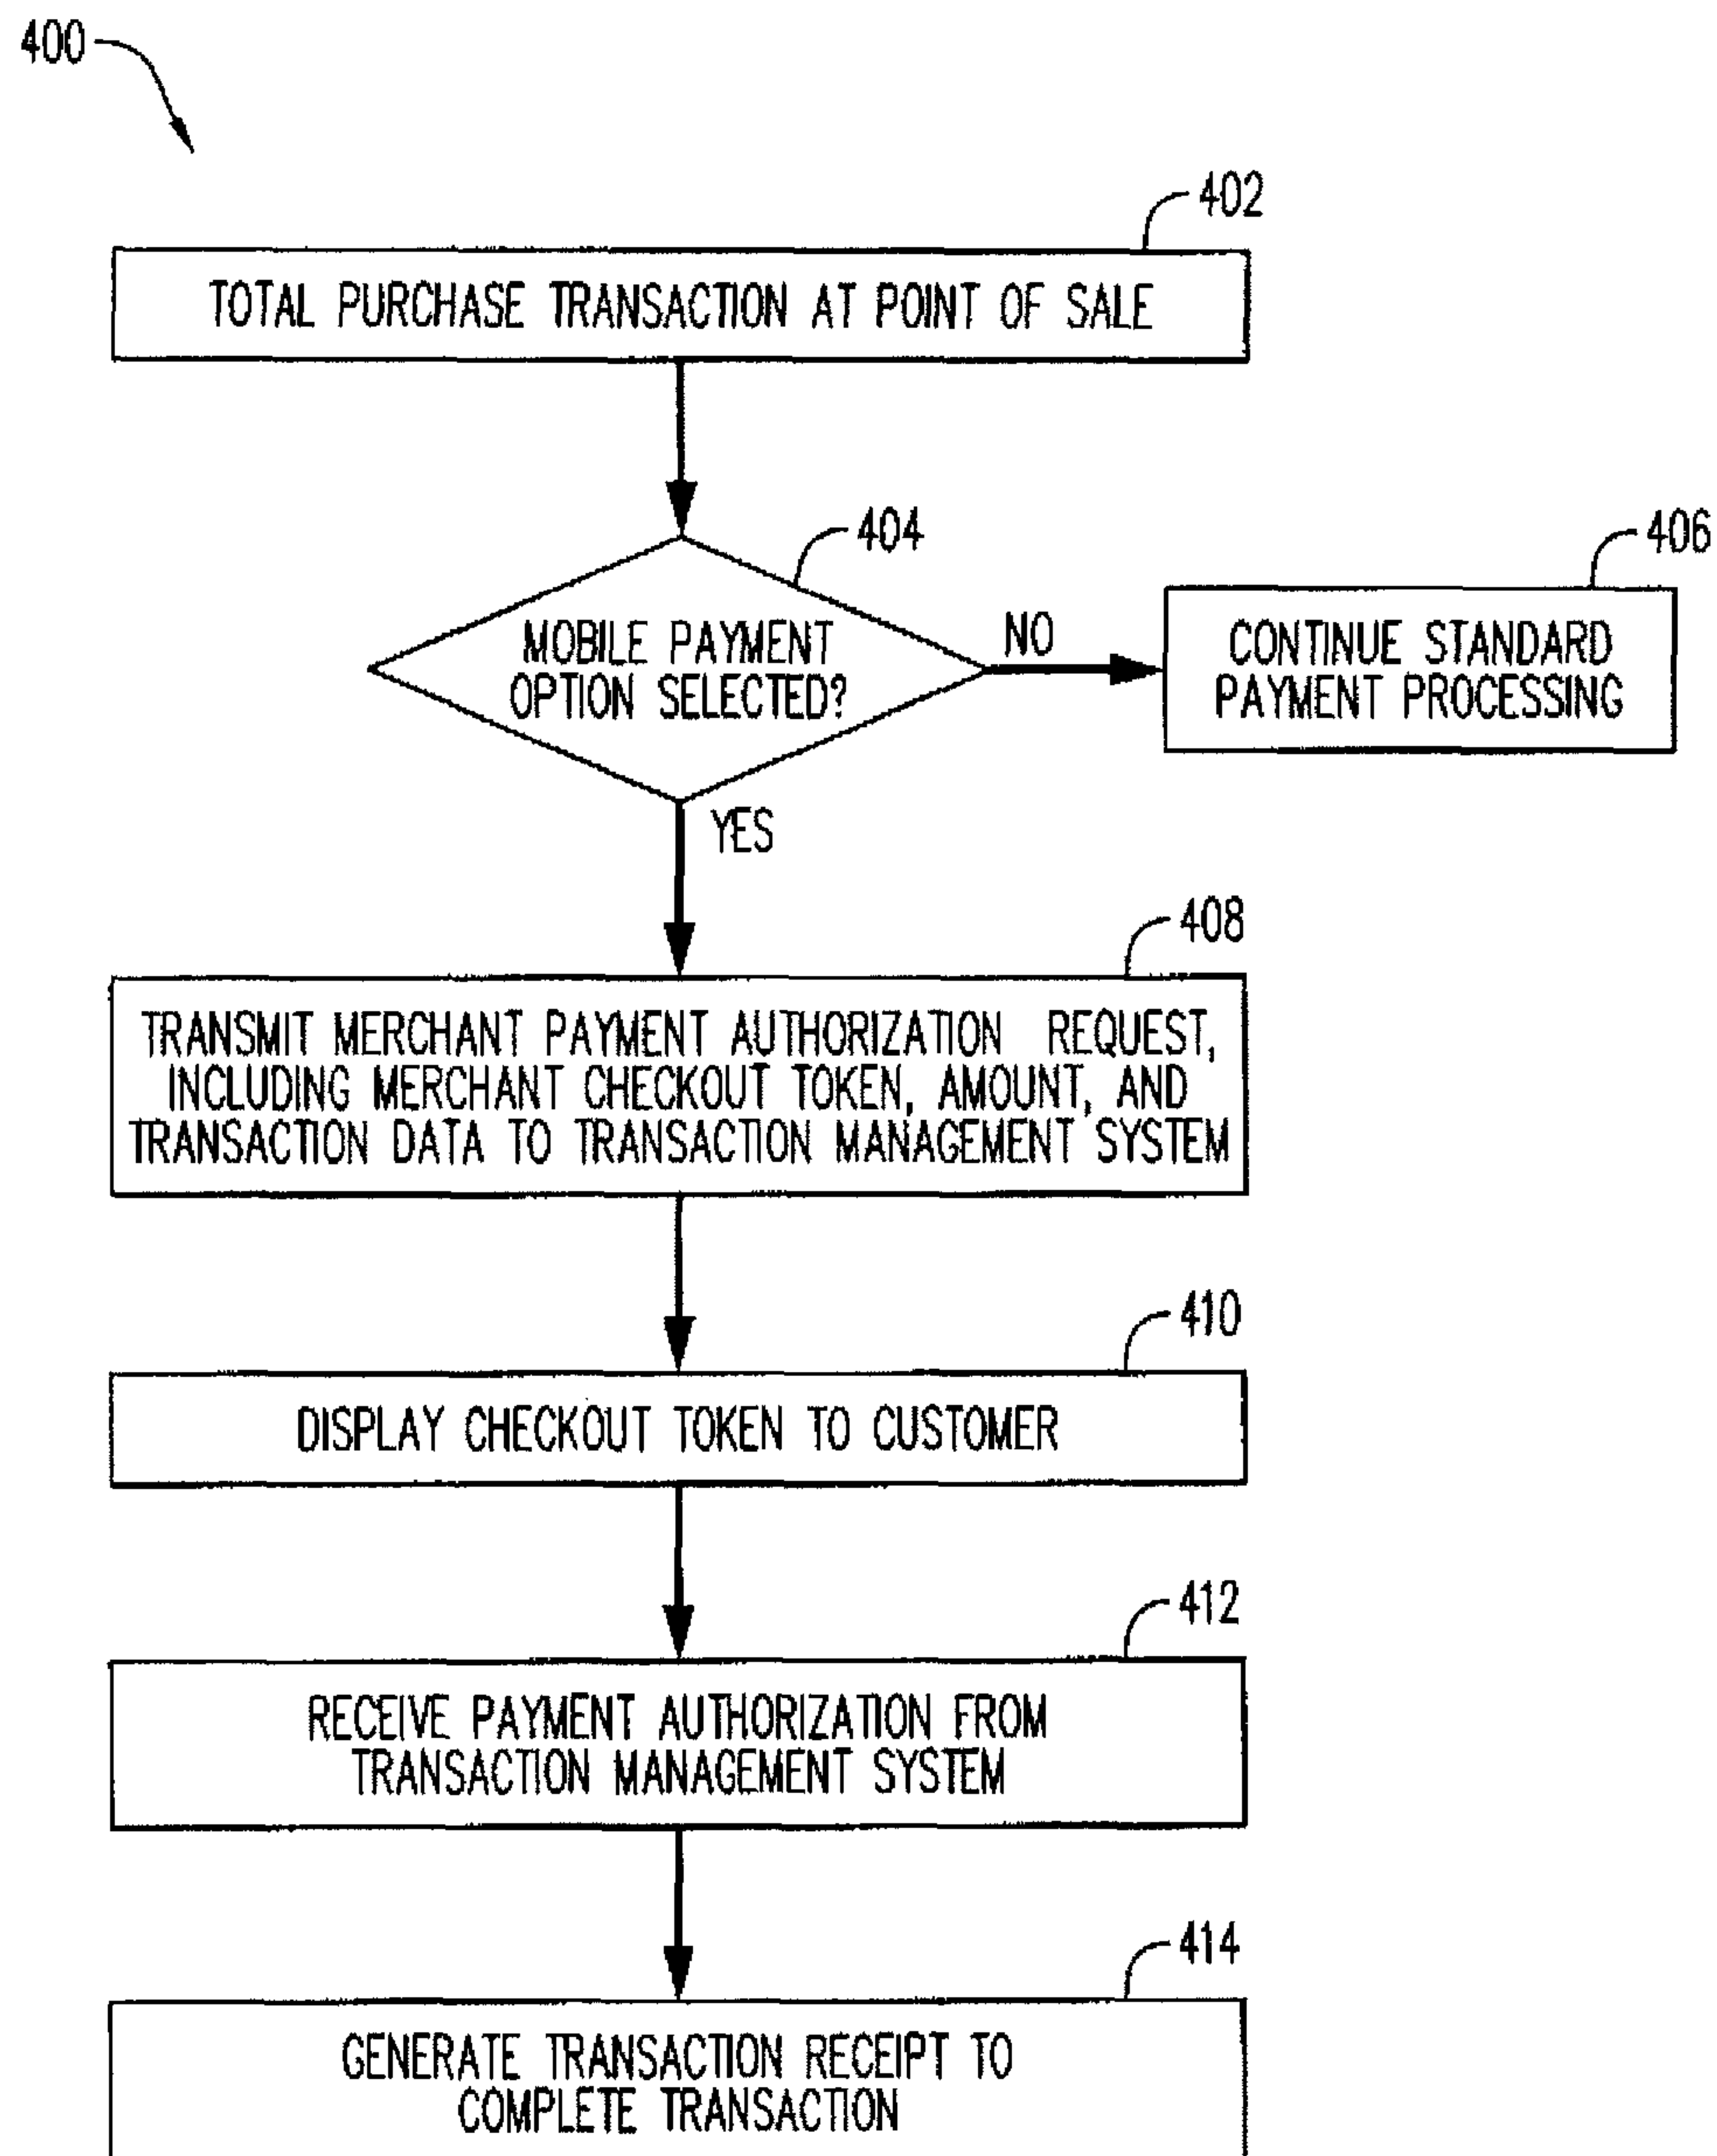 400
402
TOTAL PURCHASE TRANSACTION AT POINT OF SALE
404
MOBILE PAYMENT
OPTION SELECTED?
NO
406
CONTINUE STANDARD
PAYMENT PROCESSING
YES
408
TRANSMIT MERCHANT PAYMENT AUTHORIZATION REQUEST,
INCLUDING MERCHANT CHECKOUT TOKEN, AMOUNT, AND
TRANSACTION DATA TO TRANSACTION MANAGEMENT SYSTEM
410
DISPLAY CHECKOUT TOKEN TO CUSTOMER
412
RECEIVE PAYMENT AUTHORIZATION FROM
TRANSACTION MANAGEMENT SYSTEM
414
GENERATE TRANSACTION RECEIPT TO
COMPLETE TRANSACTION